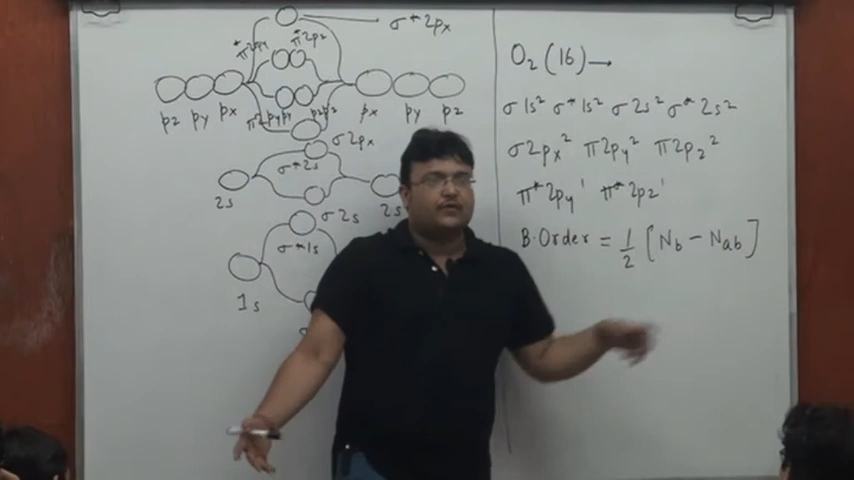 σ*2px
π*2py π*2pz
pz py px px py pz
σ2px
σ*2s
2s 2s
σ2s
σ*1s
1s
O₂(16)→
σ1s² σ*1s² σ2s² σ*2s²
σ2px² π2py² π2pz²
π*2py¹ π*2pz¹
B.Order = 1/2 [Nb - Nab]